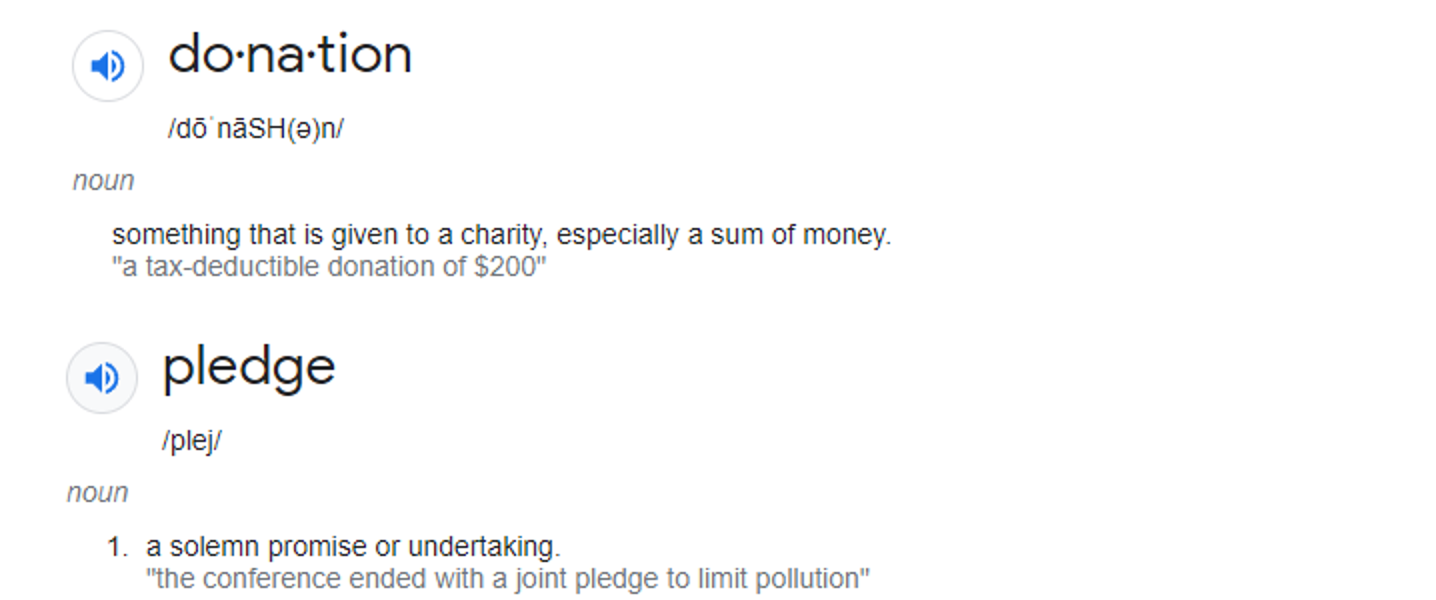 do·na·tion
/dōˈnāSH(ə)n/
noun
something that is given to a charity, especially a sum of money.
"a tax-deductible donation of $200"
pledge
/plej/
noun
1. a solemn promise or undertaking.
"the conference ended with a joint pledge to limit pollution"